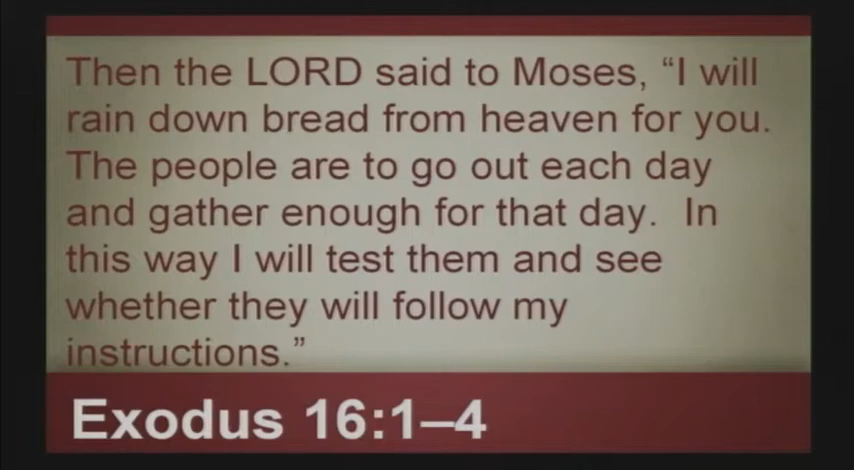 Then the LORD said to Moses, “I will
rain down bread from heaven for you.
The people are to go out each day
and gather enough for that day.  In
this way I will test them and see
whether they will follow my
instructions.”
Exodus 16:1–4